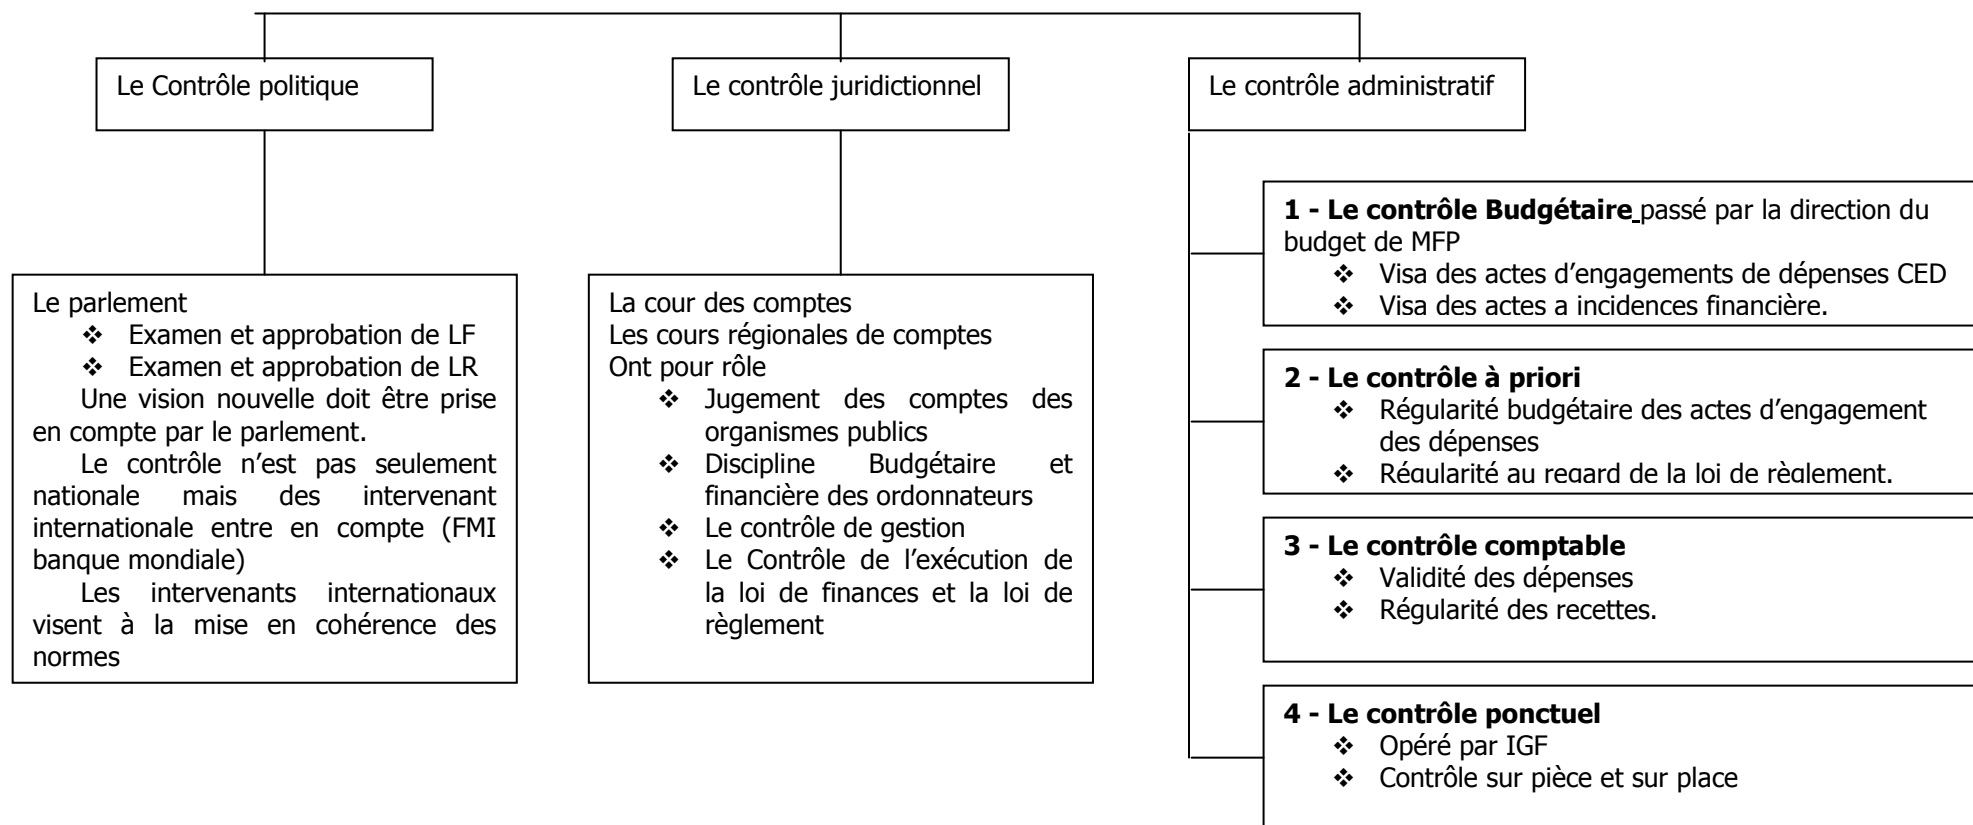 Le Contrôle politique
Le contrôle juridictionnel
Le contrôle administratif
Le parlement
❖ Examen et approbation de LF
❖ Examen et approbation de LR
Une vision nouvelle doit être prise
en compte par le parlement.
Le contrôle n'est pas seulement
nationale mais des intervenant
internationale entre en compte (FMI
banque mondiale)
Les intervenants internationaux
visent à la mise en cohérence des
normes
La cour des comptes
Les cours régionales de comptes
Ont pour rôle
❖ Jugement des comptes des
organismes publics
❖ Discipline Budgétaire et
financière des ordonnateurs
❖ Le contrôle de gestion
❖ Le Contrôle de l'exécution de
la loi de finances et la loi de
règlement
1 - Le contrôle Budgétaire passé par la direction du
budget de MFP
❖ Visa des actes d'engagements de dépenses CED
❖ Visa des actes a incidences financière.
2 - Le contrôle à priori
❖ Régularité budgétaire des actes d'engagement
des dépenses
❖ Régularité au regard de la loi de règlement.
3 - Le contrôle comptable
❖ Validité des dépenses
❖ Régularité des recettes.
4 - Le contrôle ponctuel
❖ Opéré par IGF
❖ Contrôle sur pièce et sur place